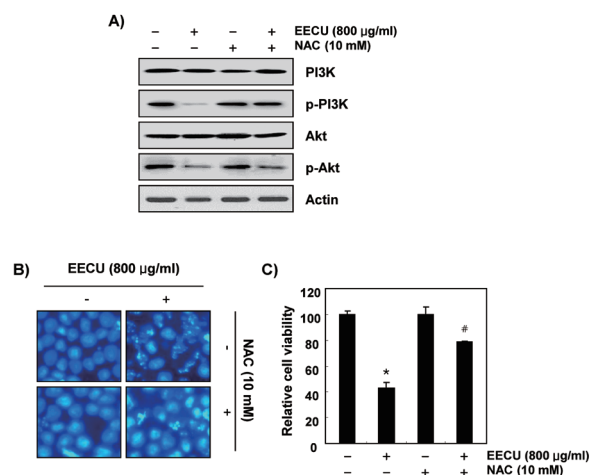 A)
– + – + EECU (800 μg/ml)
– – + + NAC (10 mM)
PI3K
p-PI3K
Akt
p-Akt
Actin
B)
EECU (800 μg/ml)
- +
-
+
NAC (10 mM)
C)
Relative cell viability
120
100
80
60
40
20
0
*
#
– + – + EECU (800 μg/ml)
– – + + NAC (10 mM)